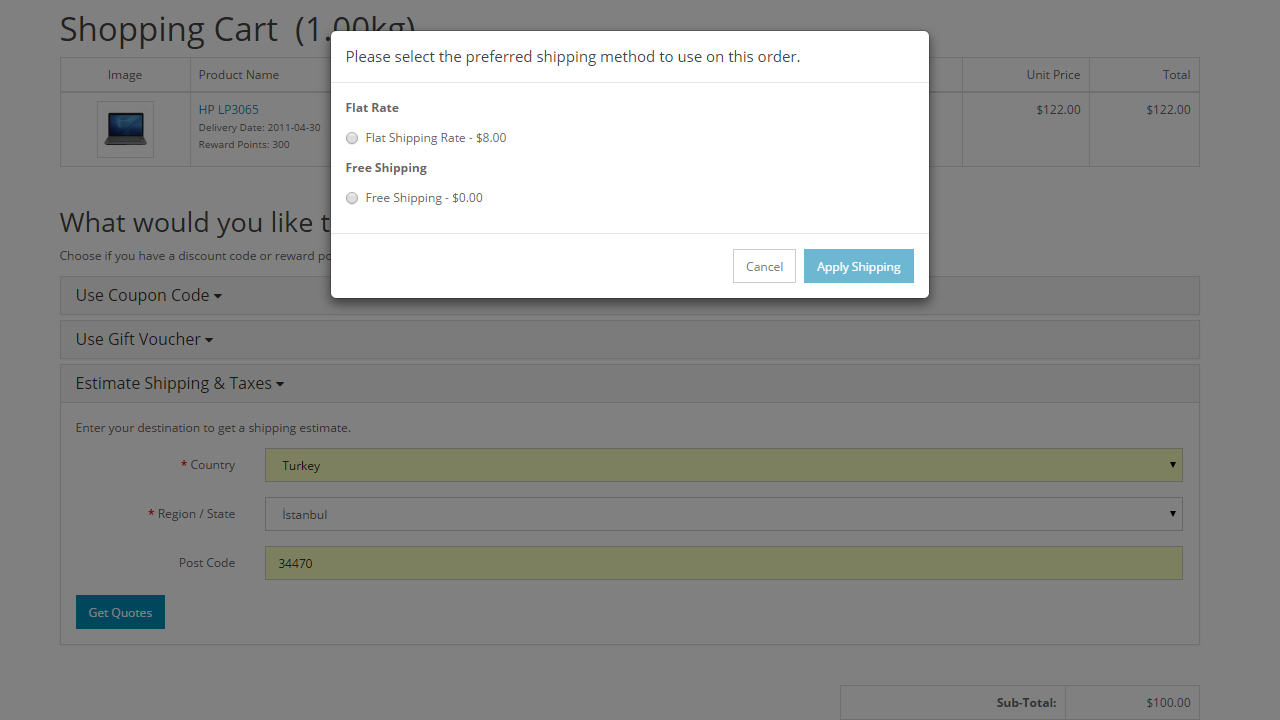 Shopping Cart (1.00kg)
Please select the preferred shipping method to use on this order.
Image Product Name Unit Price Total
Flat Rate
HP LP3065 $122.00 $122.00
Delivery Date: 2011-04-30
Reward Points: 300
Flat Shipping Rate - $8.00
Free Shipping
Free Shipping - $0.00
What would you like t
Choose if you have a discount code or reward po
Cancel Apply Shipping
Use Coupon Code
Use Gift Voucher
Estimate Shipping & Taxes
Enter your destination to get a shipping estimate.
* Country Turkey
* Region / State İstanbul
Post Code 34470
Get Quotes
Sub-Total: $100.00